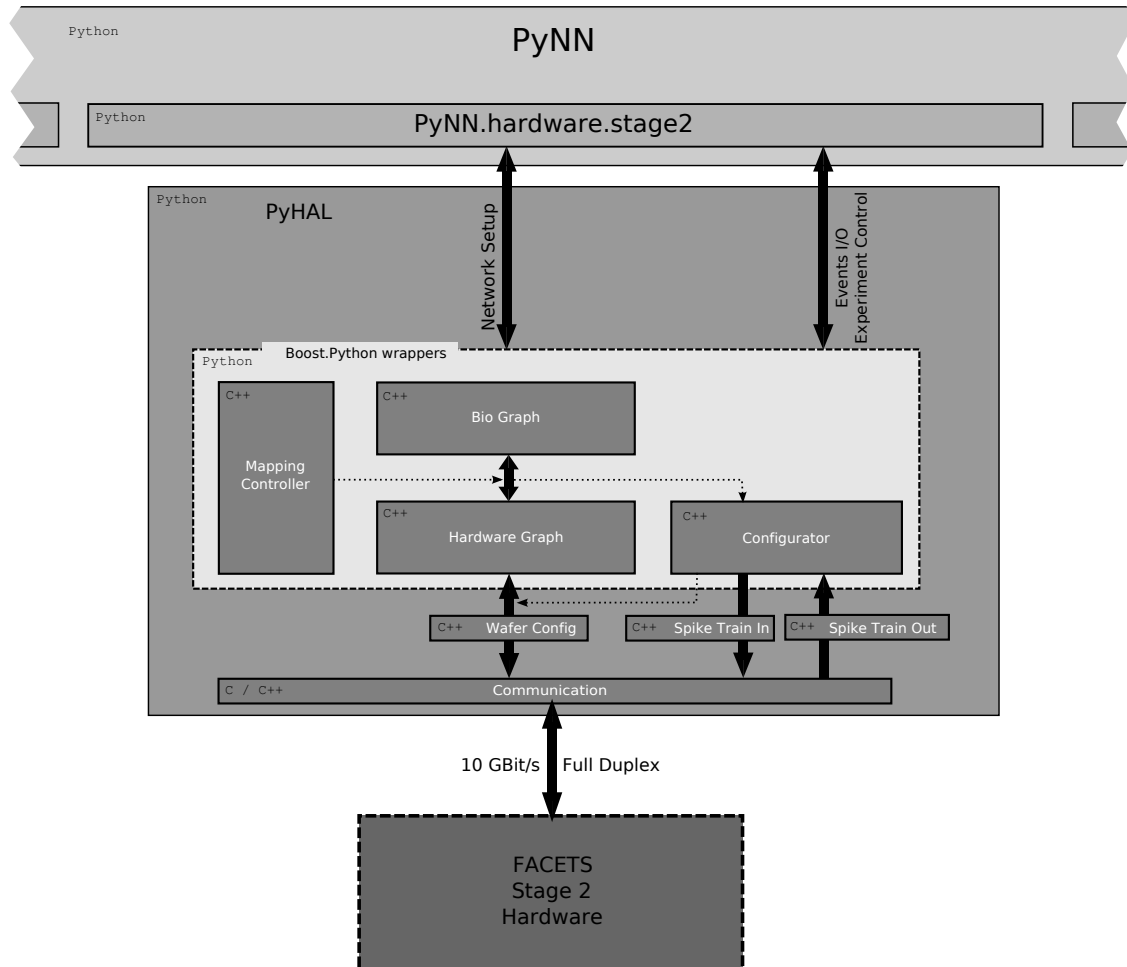 Python
PyNN
Python
PyNN.hardware.stage2
Python
PyHAL
Network Setup
Events I/O
Experiment Control
Python
Boost.Python wrappers
C++
Mapping
Controller
C++
Bio Graph
C++
Hardware Graph
C++
Configurator
C++ Wafer Config
C++ Spike Train In
C++ Spike Train Out
C / C++ Communication
10 GBit/s Full Duplex
FACETS
Stage 2
Hardware